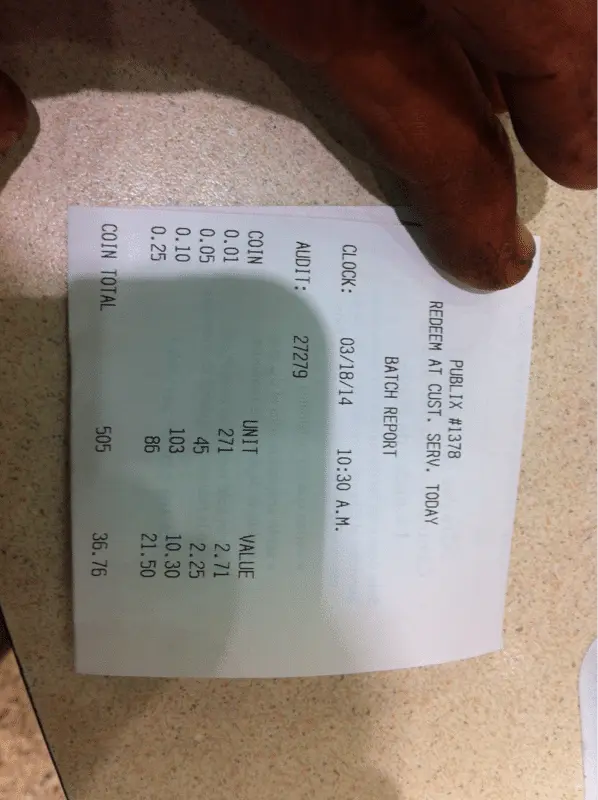 PUBLIX #1378
REDEEM AT CUST. SERV. TODAY
BATCH REPORT
CLOCK: 03/18/14 10:30 A.M.
AUDIT: 27279
COIN UNIT VALUE
0.01 271 2.71
0.05 45 2.25
0.10 103 10.30
0.25 86 21.50
COIN TOTAL 505 36.76